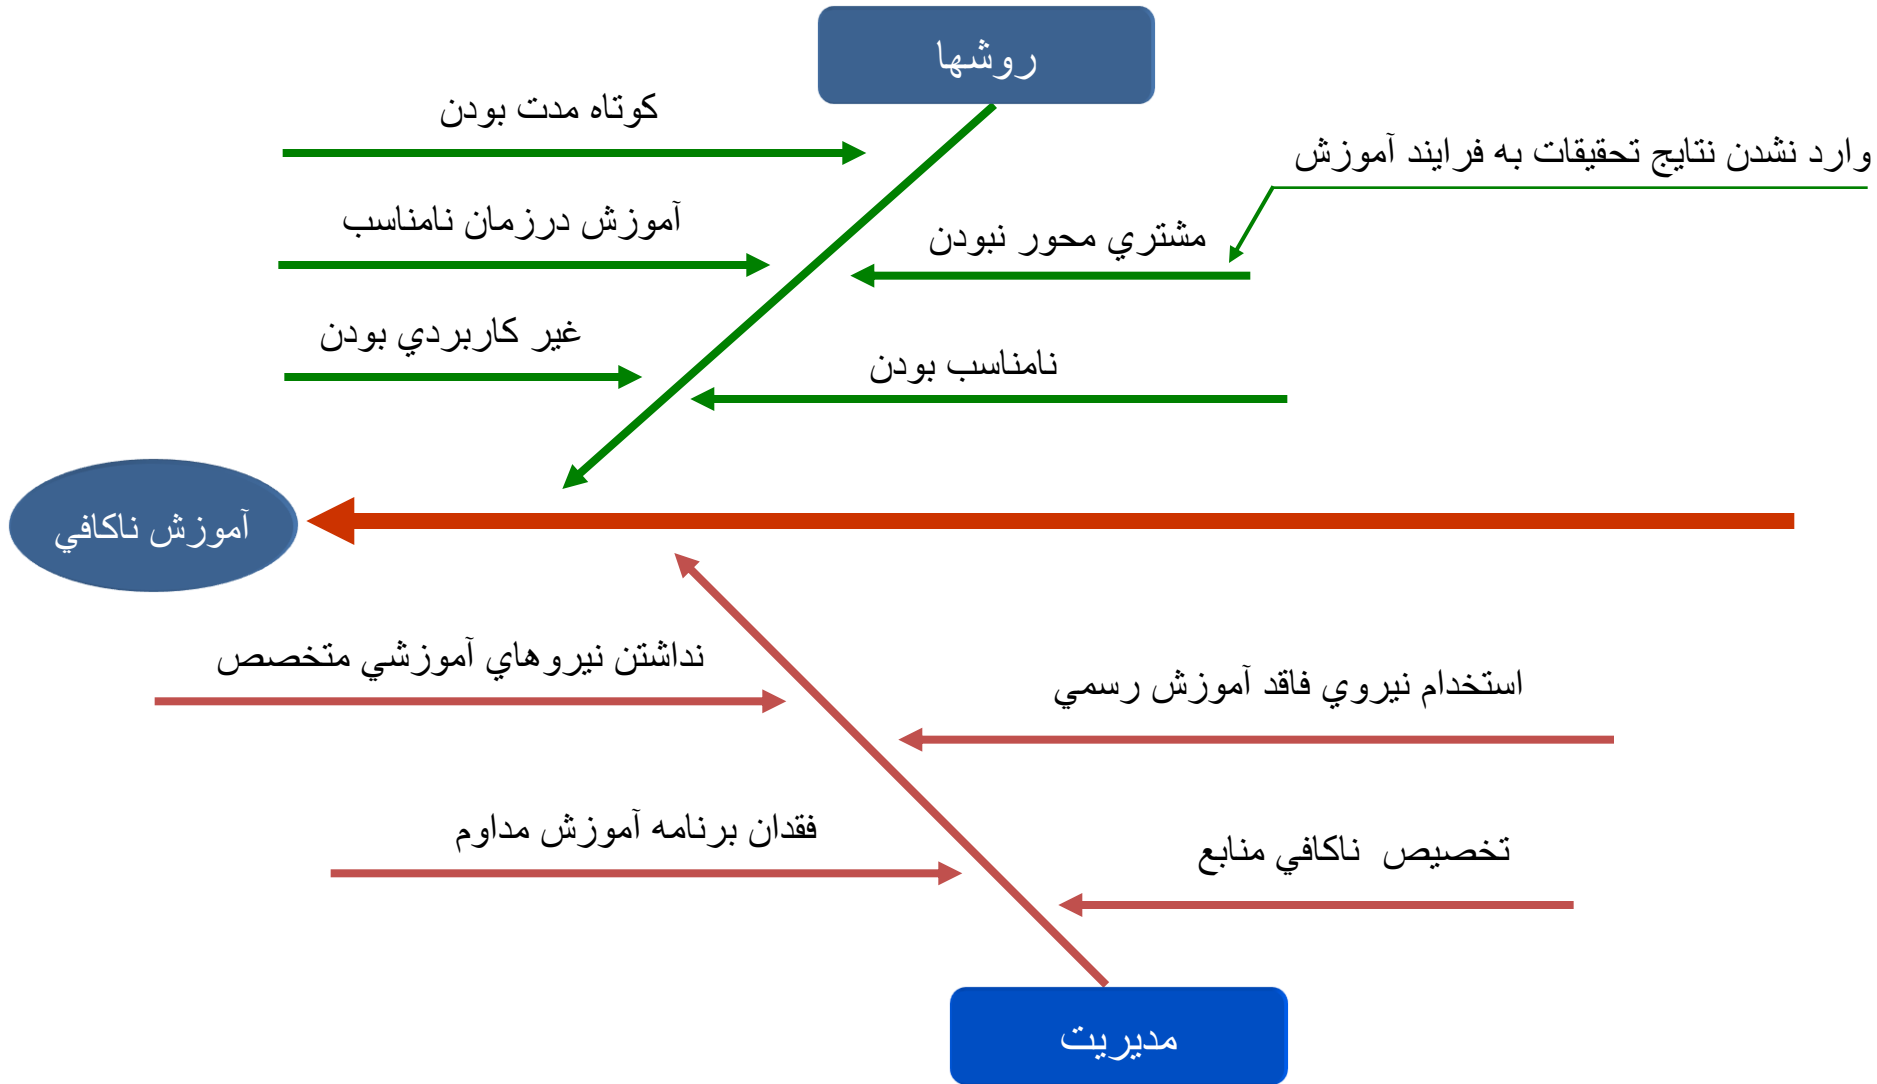 روشها
كوتاه مدت بودن
وارد نشدن نتايج تحقيقات به فرايند آموزش
آموزش درزمان نامناسب
مشتري محور نبودن
غير كاربردي بودن
نامناسب بودن
آموزش ناكافي
نداشتن نيروهاي آموزشي متخصص
استخدام نيروي فاقد آموزش رسمي
فقدان برنامه آموزش مداوم
تخصيص ناكافي منابع
مديريت